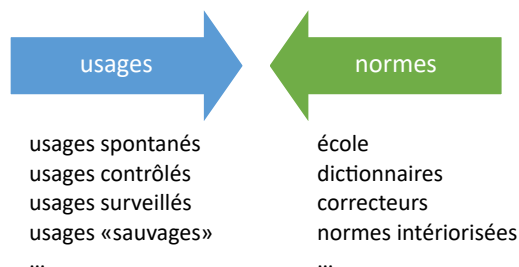 usages
normes
usages spontanés
usages contrôlés
usages surveillés
usages «sauvages»
...
école
dictionnaires
correcteurs
normes intériorisées
...